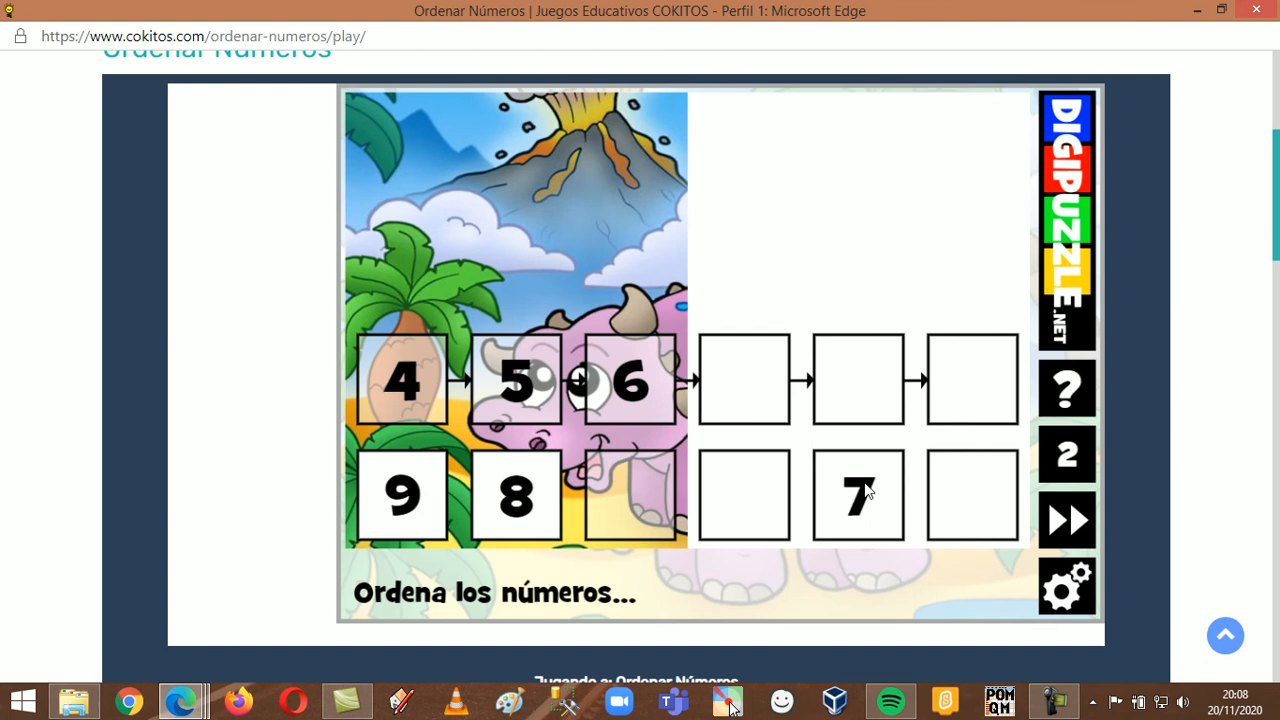 Ordenar Números | Juegos Educativos COKITOS - Perfil 1: Microsoft Edge
https://www.cokitos.com/ordenar-numeros/play/
Ordenar Números
DIGIPUZZLE.NET
4 5 6
?
9 8 7
2
Ordena los números...
Jugando a: Ordenar Números
POM
QM
20:08
20/11/2020